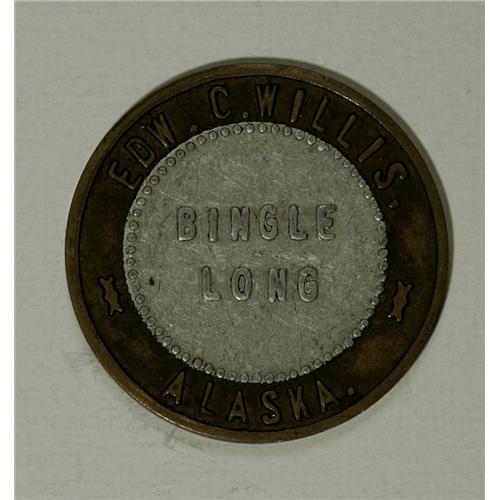 EDW. C. WILLIS,
BINGLE
LONG
ALASKA.